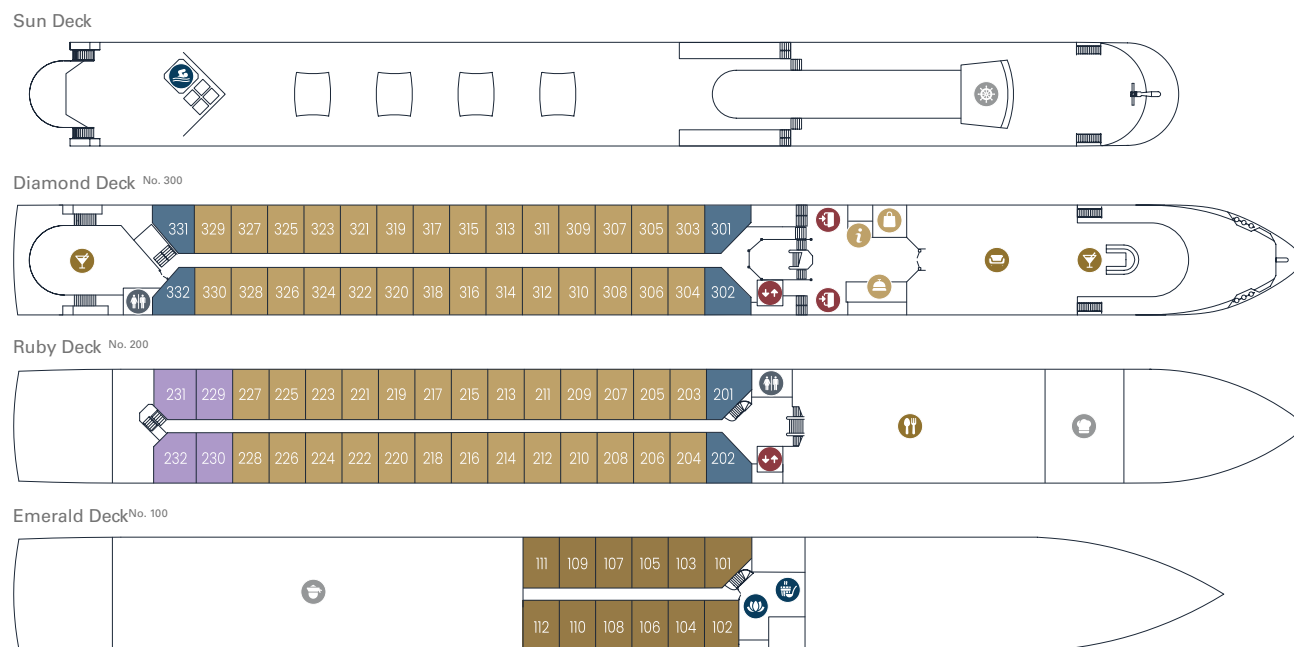 Sun Deck
Diamond Deck No. 300
331 329 327 325 323 321 319 317 315 313 311 309 307 305 303 301
i
332 330 328 326 324 322 320 318 316 314 312 310 308 306 304 302
Ruby Deck No. 200
231 229 227 225 223 221 219 217 215 213 211 209 207 205 203 201
232 230 228 226 224 222 220 218 216 214 212 210 208 206 204 202
Emerald Deck No. 100
111 109 107 105 103 101
112 110 108 106 104 102